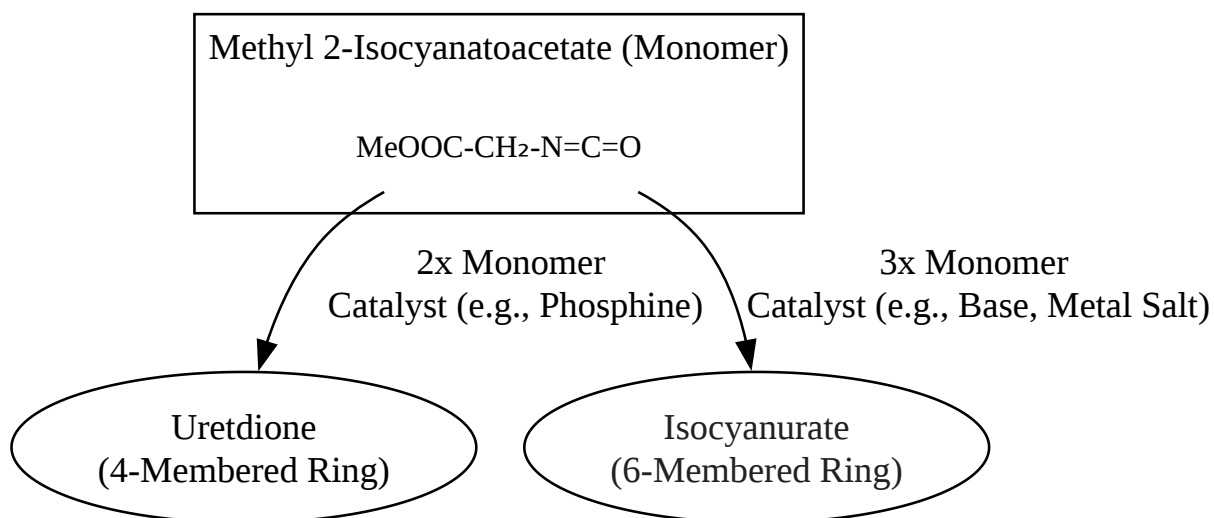 Methyl 2-Isocyanatoacetate (Monomer)
MeOOC-CH₂-N=C=O
2x Monomer
Catalyst (e.g., Phosphine)
3x Monomer
Catalyst (e.g., Base, Metal Salt)
Uretdione
(4-Membered Ring)
Isocyanurate
(6-Membered Ring)